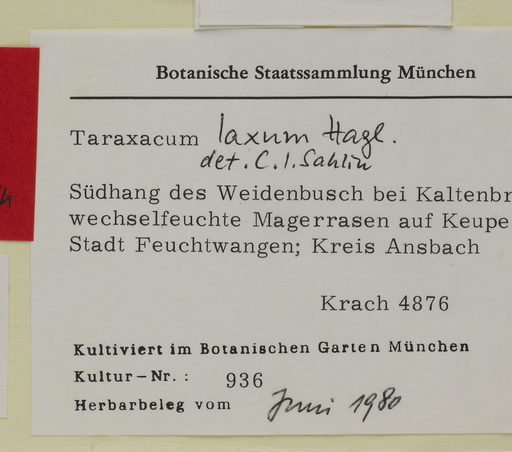 Botanische Staatssammlung München
Taraxacum laxum Hagl.
det. C. I. Sahlin
Südhang des Weidenbusch bei Kaltenbr
wechselfeuchte Magerrasen auf Keupe
Stadt Feuchtwangen; Kreis Ansbach
Krach 4876
Kultiviert im Botanischen Garten München
Kultur-Nr.: 936
Herbarbeleg vom Juni 1980